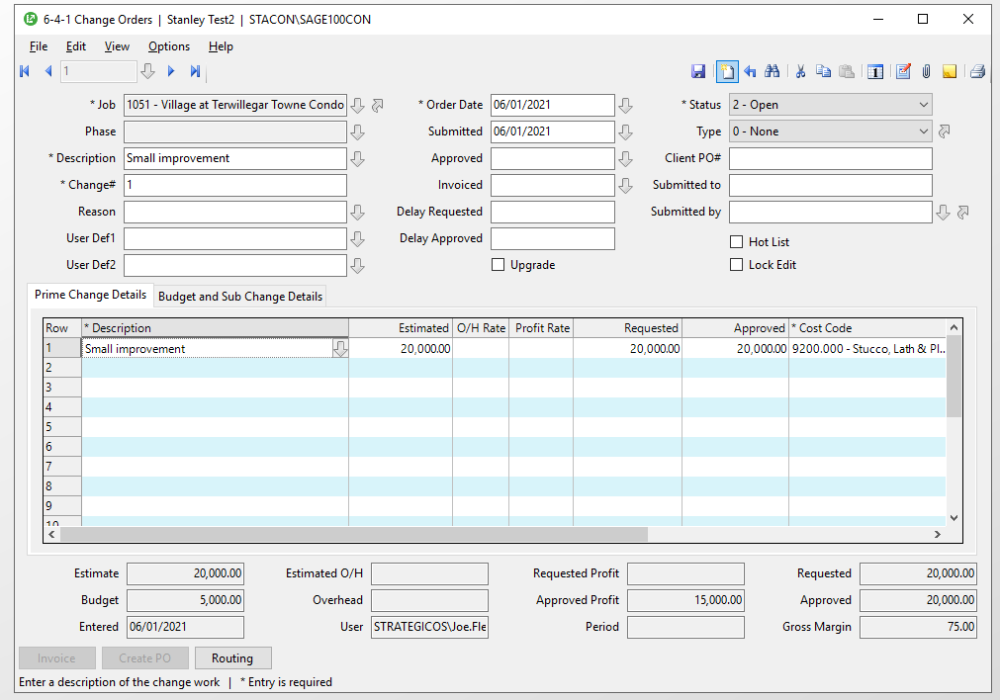 6-4-1 Change Orders | Stanley Test2 | STACON\SAGE100CON
File Edit View Options Help
1
* Job 1051 - Village at Terwillegar Towne Condo * Order Date 06/01/2021 * Status 2 - Open
Phase Submitted 06/01/2021 Type 0 - None
* Description Small improvement Approved Client PO#
* Change# 1 Invoiced Submitted to
Reason Delay Requested Submitted by
User Def1 Delay Approved Hot List
User Def2 Upgrade Lock Edit
Prime Change Details Budget and Sub Change Details
Row * Description Estimated O/H Rate Profit Rate Requested Approved * Cost Code
1 Small improvement 20,000.00 20,000.00 20,000.00 9200.000 - Stucco, Lath & Pl..
2
3
4
5
6
7
8
9
10
Estimate 20,000.00 Estimated O/H Requested Profit Requested 20,000.00
Budget 5,000.00 Overhead Approved Profit 15,000.00 Approved 20,000.00
Entered 06/01/2021 User STRATEGICOS\Joe.Fle Period Gross Margin 75.00
Invoice Create PO Routing
Enter a description of the change work | * Entry is required